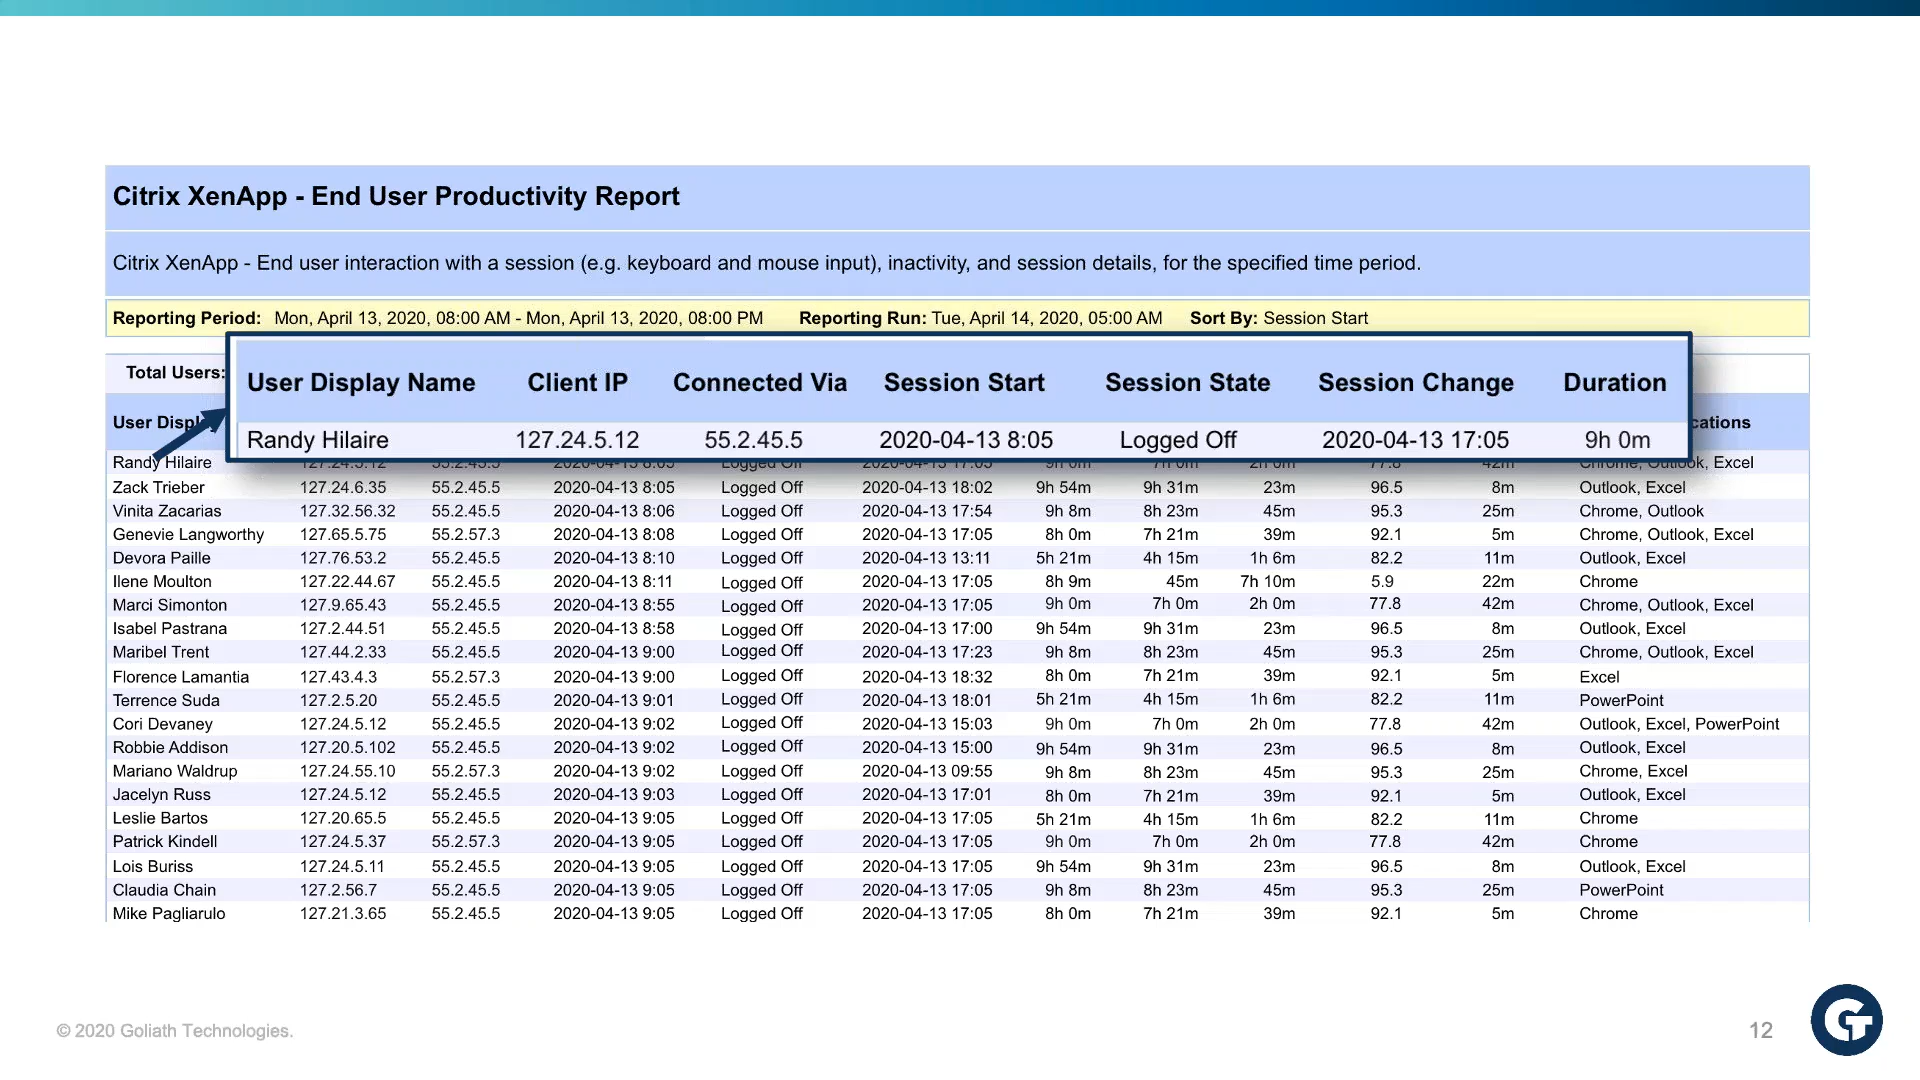 Citrix XenApp - End User Productivity Report
Citrix XenApp - End user interaction with a session (e.g. keyboard and mouse input), inactivity, and session details, for the specified time period.
Reporting Period: Mon, April 13, 2020, 08:00 AM - Mon, April 13, 2020, 08:00 PM Reporting Run: Tue, April 14, 2020, 05:00 AM Sort By: Session Start
Total Users:
User Display Name Client IP Connected Via Session Start Session State Session Change Duration
Randy Hilaire 127.24.5.12 55.2.45.5 2020-04-13 8:05 Logged Off 2020-04-13 17:05 9h 0m
Randy Hilaire 127.24.5.12 55.2.45.5 2020-04-13 8:05 Logged Off 2020-04-13 17:05 9h 0m 7h 0m 2h 0m 77.8 42m Chrome, Outlook, Excel
Zack Trieber 127.24.6.35 55.2.45.5 2020-04-13 8:05 Logged Off 2020-04-13 18:02 9h 54m 9h 31m 23m 96.5 8m Outlook, Excel
Vinita Zacarias 127.32.56.32 55.2.45.5 2020-04-13 8:06 Logged Off 2020-04-13 17:54 9h 8m 8h 23m 45m 95.3 25m Chrome, Outlook
Genevie Langworthy 127.65.5.75 55.2.57.3 2020-04-13 8:08 Logged Off 2020-04-13 17:05 8h 0m 7h 21m 39m 92.1 5m Chrome, Outlook, Excel
Devora Paille 127.76.53.2 55.2.45.5 2020-04-13 8:10 Logged Off 2020-04-13 13:11 5h 21m 4h 15m 1h 6m 82.2 11m Outlook, Excel
Ilene Moulton 127.22.44.67 55.2.45.5 2020-04-13 8:11 Logged Off 2020-04-13 17:05 8h 9m 45m 7h 10m 5.9 22m Chrome
Marci Simonton 127.9.65.43 55.2.45.5 2020-04-13 8:55 Logged Off 2020-04-13 17:05 9h 0m 7h 0m 2h 0m 77.8 42m Chrome, Outlook, Excel
Isabel Pastrana 127.2.44.51 55.2.45.5 2020-04-13 8:58 Logged Off 2020-04-13 17:00 9h 54m 9h 31m 23m 96.5 8m Outlook, Excel
Maribel Trent 127.44.2.33 55.2.45.5 2020-04-13 9:00 Logged Off 2020-04-13 17:23 9h 8m 8h 23m 45m 95.3 25m Chrome, Outlook, Excel
Florence Lamantia 127.43.4.3 55.2.57.3 2020-04-13 9:00 Logged Off 2020-04-13 18:32 8h 0m 7h 21m 39m 92.1 5m Excel
Terrence Suda 127.2.5.20 55.2.45.5 2020-04-13 9:01 Logged Off 2020-04-13 18:01 5h 21m 4h 15m 1h 6m 82.2 11m PowerPoint
Cori Devaney 127.24.5.12 55.2.45.5 2020-04-13 9:02 Logged Off 2020-04-13 15:03 9h 0m 7h 0m 2h 0m 77.8 42m Outlook, Excel, PowerPoint
Robbie Addison 127.20.5.102 55.2.45.5 2020-04-13 9:02 Logged Off 2020-04-13 15:00 9h 54m 9h 31m 23m 96.5 8m Outlook, Excel
Mariano Waldrup 127.24.55.10 55.2.57.3 2020-04-13 9:02 Logged Off 2020-04-13 09:55 9h 8m 8h 23m 45m 95.3 25m Chrome, Excel
Jacelyn Russ 127.24.5.12 55.2.45.5 2020-04-13 9:03 Logged Off 2020-04-13 17:01 8h 0m 7h 21m 39m 92.1 5m Outlook, Excel
Leslie Bartos 127.20.65.5 55.2.45.5 2020-04-13 9:05 Logged Off 2020-04-13 17:05 5h 21m 4h 15m 1h 6m 82.2 11m Chrome
Patrick Kindell 127.24.5.37 55.2.57.3 2020-04-13 9:05 Logged Off 2020-04-13 17:05 9h 0m 7h 0m 2h 0m 77.8 42m Chrome
Lois Buriss 127.24.5.11 55.2.45.5 2020-04-13 9:05 Logged Off 2020-04-13 17:05 9h 54m 9h 31m 23m 96.5 8m Outlook, Excel
Claudia Chain 127.2.56.7 55.2.45.5 2020-04-13 9:05 Logged Off 2020-04-13 17:05 9h 8m 8h 23m 45m 95.3 25m PowerPoint
Mike Pagliarulo 127.21.3.65 55.2.45.5 2020-04-13 9:05 Logged Off 2020-04-13 17:05 8h 0m 7h 21m 39m 92.1 5m Chrome
© 2020 Goliath Technologies.
12